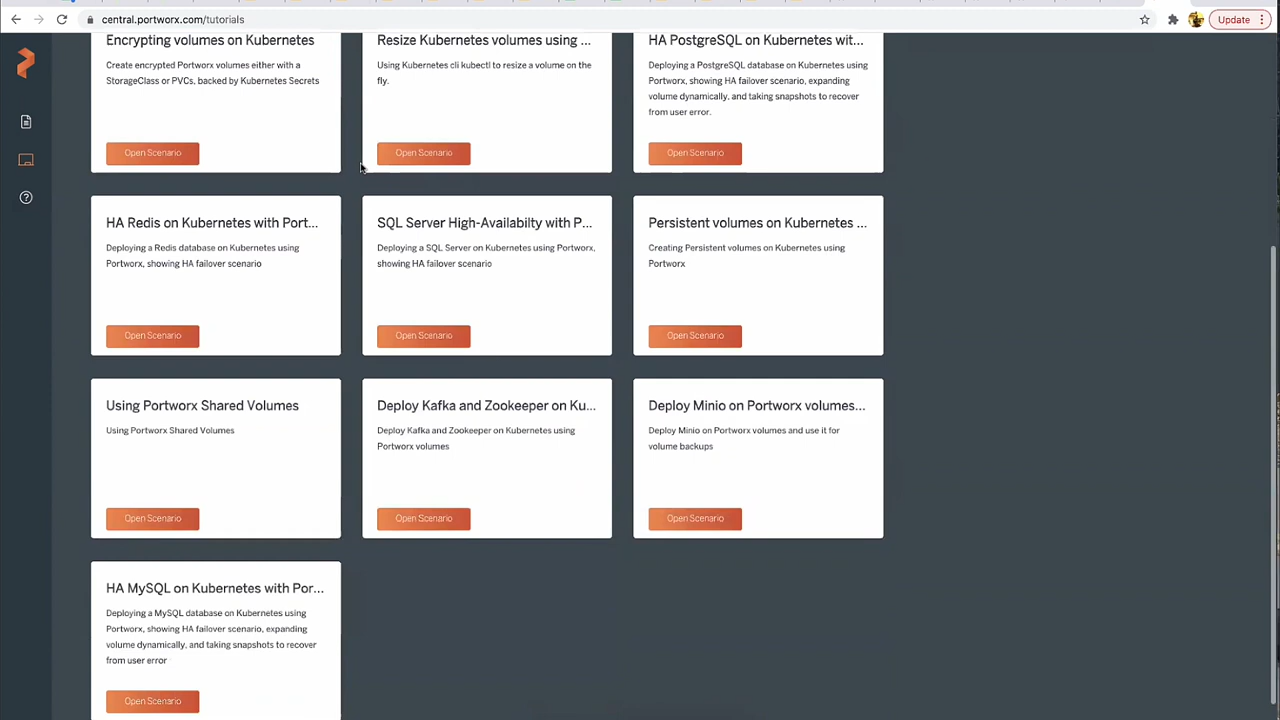 central.portworx.com/tutorials
Update
Encrypting volumes on Kubernetes
Create encrypted Portworx volumes either with a
StorageClass or PVCs, backed by Kubernetes Secrets
Open Scenario
Resize Kubernetes volumes using ...
Using Kubernetes cli kubectl to resize a volume on the
fly.
Open Scenario
HA PostgreSQL on Kubernetes wit...
Deploying a PostgreSQL database on Kubernetes using
Portworx, showing HA failover scenario, expanding
volume dynamically, and taking snapshots to recover
from user error.
Open Scenario
HA Redis on Kubernetes with Port...
Deploying a Redis database on Kubernetes using
Portworx, showing HA failover scenario
Open Scenario
SQL Server High-Availabilty with P...
Deploying a SQL Server on Kubernetes using Portworx,
showing HA failover scenario
Open Scenario
Persistent volumes on Kubernetes ...
Creating Persistent volumes on Kubernetes using
Portworx
Open Scenario
Using Portworx Shared Volumes
Using Portworx Shared Volumes
Open Scenario
Deploy Kafka and Zookeeper on Ku...
Deploy Kafka and Zookeeper on Kubernetes using
Portworx volumes
Open Scenario
Deploy Minio on Portworx volumes...
Deploy Minio on Portworx volumes and use it for
volume backups
Open Scenario
HA MySQL on Kubernetes with Por...
Deploying a MySQL database on Kubernetes using
Portworx, showing HA failover scenario, expanding
volume dynamically, and taking snapshots to recover
from user error
Open Scenario